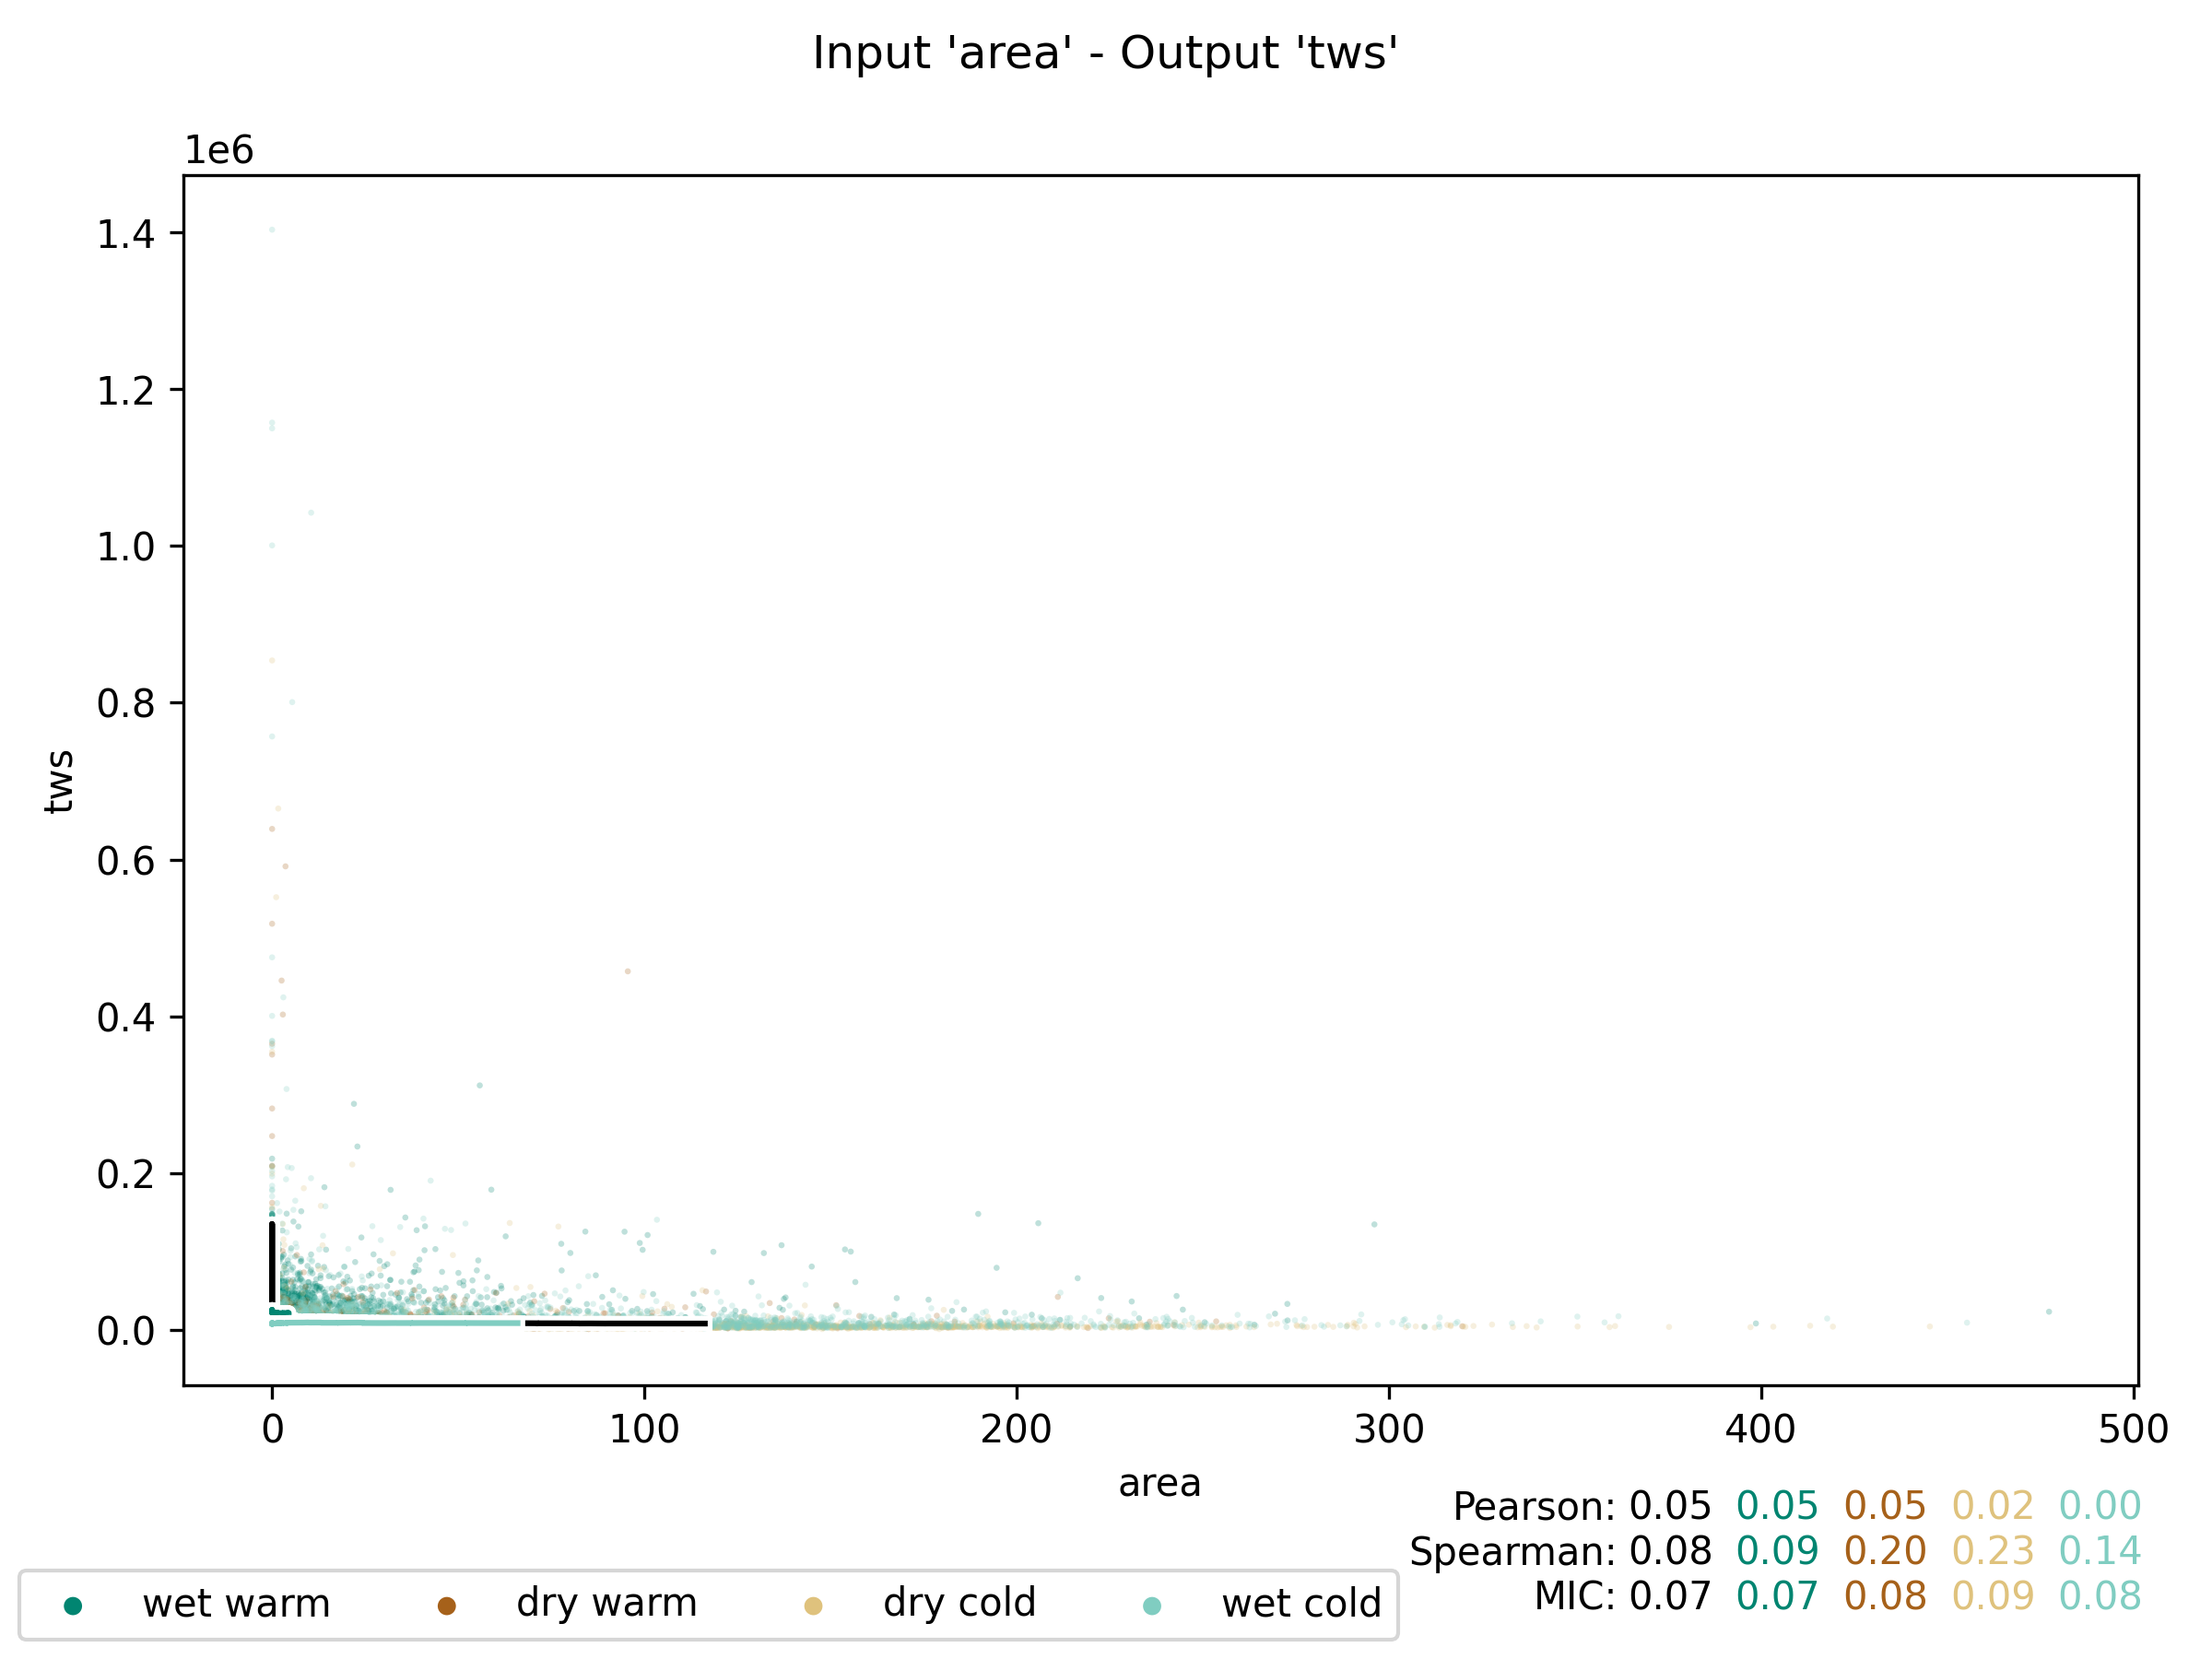 Input 'area' - Output 'tws'
1e6
1.4
1.2
1.0
0.8
0.6
0.4
0.2
0.0
tws
0 100 200 300 400 500
area
Pearson: 0.05 0.05 0.05 0.02 0.00
Spearman: 0.08 0.09 0.20 0.23 0.14
MIC: 0.07 0.07 0.08 0.09 0.08
wet warm dry warm dry cold wet cold